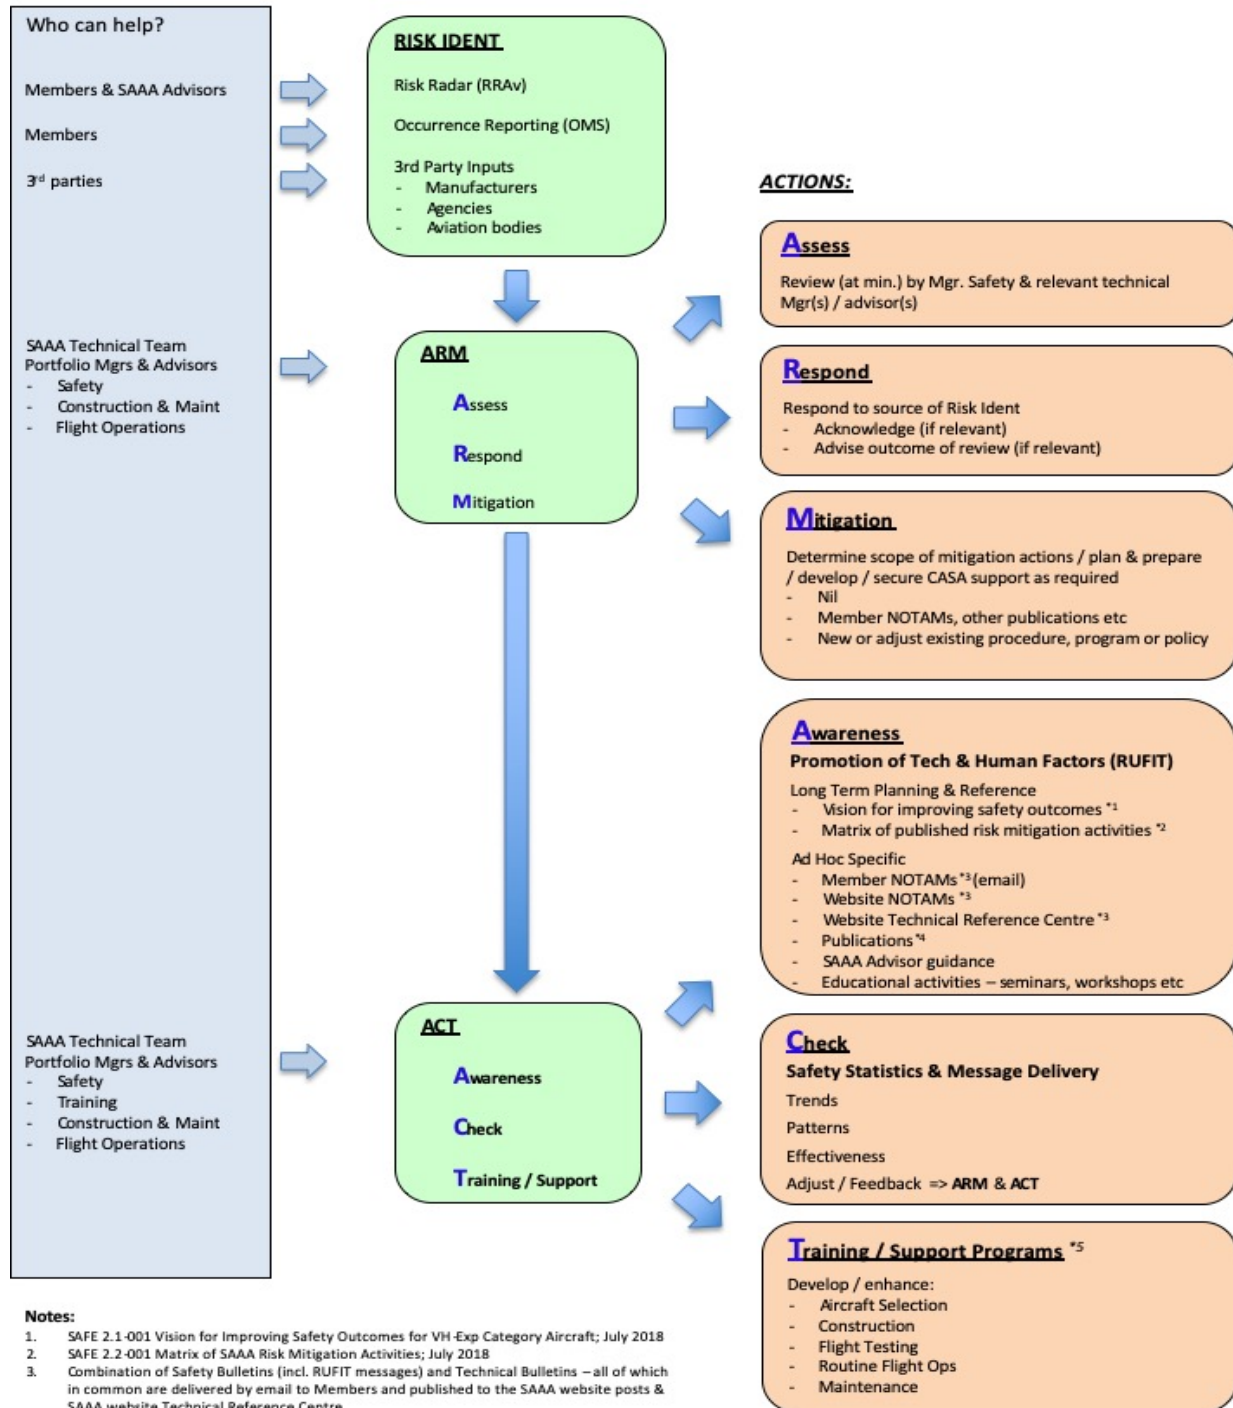 Who can help?
Members & SAAA Advisors
Members
3rd parties
SAAA Technical Team
Portfolio Mgrs & Advisors
- Safety
- Construction & Maint
- Flight Operations
SAAA Technical Team
Portfolio Mgrs & Advisors
- Safety
- Training
- Construction & Maint
- Flight Operations
RISK IDENT
Risk Radar (RRAv)
Occurrence Reporting (OMS)
3rd Party Inputs
- Manufacturers
- Agencies
- Aviation bodies
ARM
Assess
Respond
Mitigation
ACT
Awareness
Check
Training / Support
ACTIONS:
Assess
Review (at min.) by Mgr. Safety & relevant technical
Mgr(s) / advisor(s)
Respond
Respond to source of Risk Ident
- Acknowledge (if relevant)
- Advise outcome of review (if relevant)
Mitigation
Determine scope of mitigation actions / plan & prepare
/ develop / secure CASA support as required
- Nil
- Member NOTAMs, other publications etc
- New or adjust existing procedure, program or policy
Awareness
Promotion of Tech & Human Factors (RUFIT)
Long Term Planning & Reference
- Vision for improving safety outcomes *1
- Matrix of published risk mitigation activities *2
Ad Hoc Specific
- Member NOTAMs *3 (email)
- Website NOTAMs *3
- Website Technical Reference Centre *3
- Publications *4
- SAAA Advisor guidance
- Educational activities – seminars, workshops etc
Check
Safety Statistics & Message Delivery
Trends
Patterns
Effectiveness
Adjust / Feedback => ARM & ACT
Training / Support Programs *5
Develop / enhance:
- Aircraft Selection
- Construction
- Flight Testing
- Routine Flight Ops
- Maintenance
Notes:
1. SAFE 2.1-001 Vision for Improving Safety Outcomes for VH-Exp Category Aircraft; July 2018
2. SAFE 2.2-001 Matrix of SAAA Risk Mitigation Activities; July 2018
3. Combination of Safety Bulletins (incl. RUFIT messages) and Technical Bulletins – all of which
in common are delivered by email to Members and published to the SAAA website posts &
SAAA website Technical Reference Centre